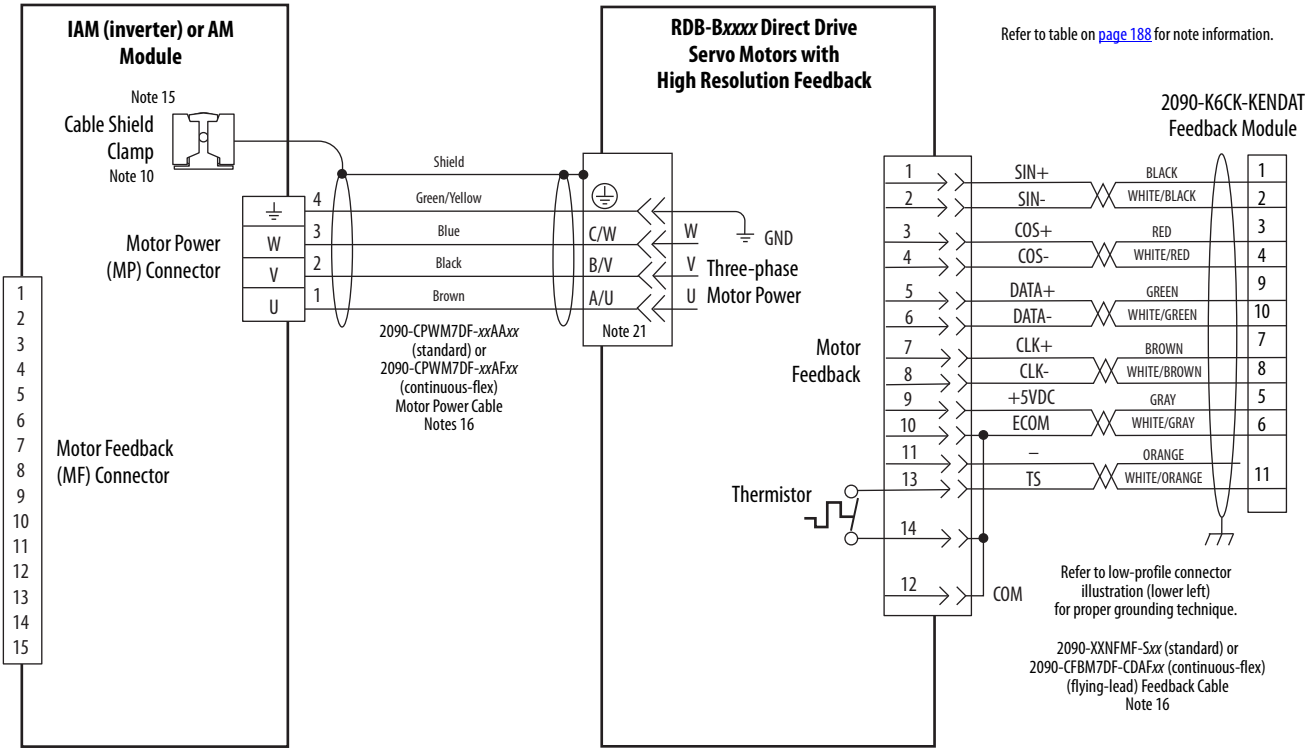 IAM (inverter) or AM
Module
Note 15
Cable Shield
Clamp
Note 10
Motor Power
(MP) Connector
W
V
U
4
3
2
1
Shield
Green/Yellow
Blue
Black
Brown
2090-CPWM7DF-xxAAxx
(standard) or
2090-CPWM7DF-xxAFxx
(continuous-flex)
Motor Power Cable
Notes 16
1
2
3
4
5
6
7
8
9
10
11
12
13
14
15
Motor Feedback
(MF) Connector
RDB-Bxxxx Direct Drive
Servo Motors with
High Resolution Feedback
C/W
B/V
A/U
Note 21
W
V
U
GND
Three-phase
Motor Power
Motor
Feedback
Thermistor
1
2
3
4
5
6
7
8
9
10
11
13
14
12
SIN+
SIN-
COS+
COS-
DATA+
DATA-
CLK+
CLK-
+5VDC
ECOM
–
TS
COM
BLACK
WHITE/BLACK
RED
WHITE/RED
GREEN
WHITE/GREEN
BROWN
WHITE/BROWN
GRAY
WHITE/GRAY
ORANGE
WHITE/ORANGE
Refer to table on page 188 for note information.
2090-K6CK-KENDAT
Feedback Module
1
2
3
4
9
10
7
8
5
6
11
Refer to low-profile connector
illustration (lower left)
for proper grounding technique.
2090-XXNFMF-Sxx (standard) or
2090-CFBM7DF-CDAFxx (continuous-flex)
(flying-lead) Feedback Cable
Note 16